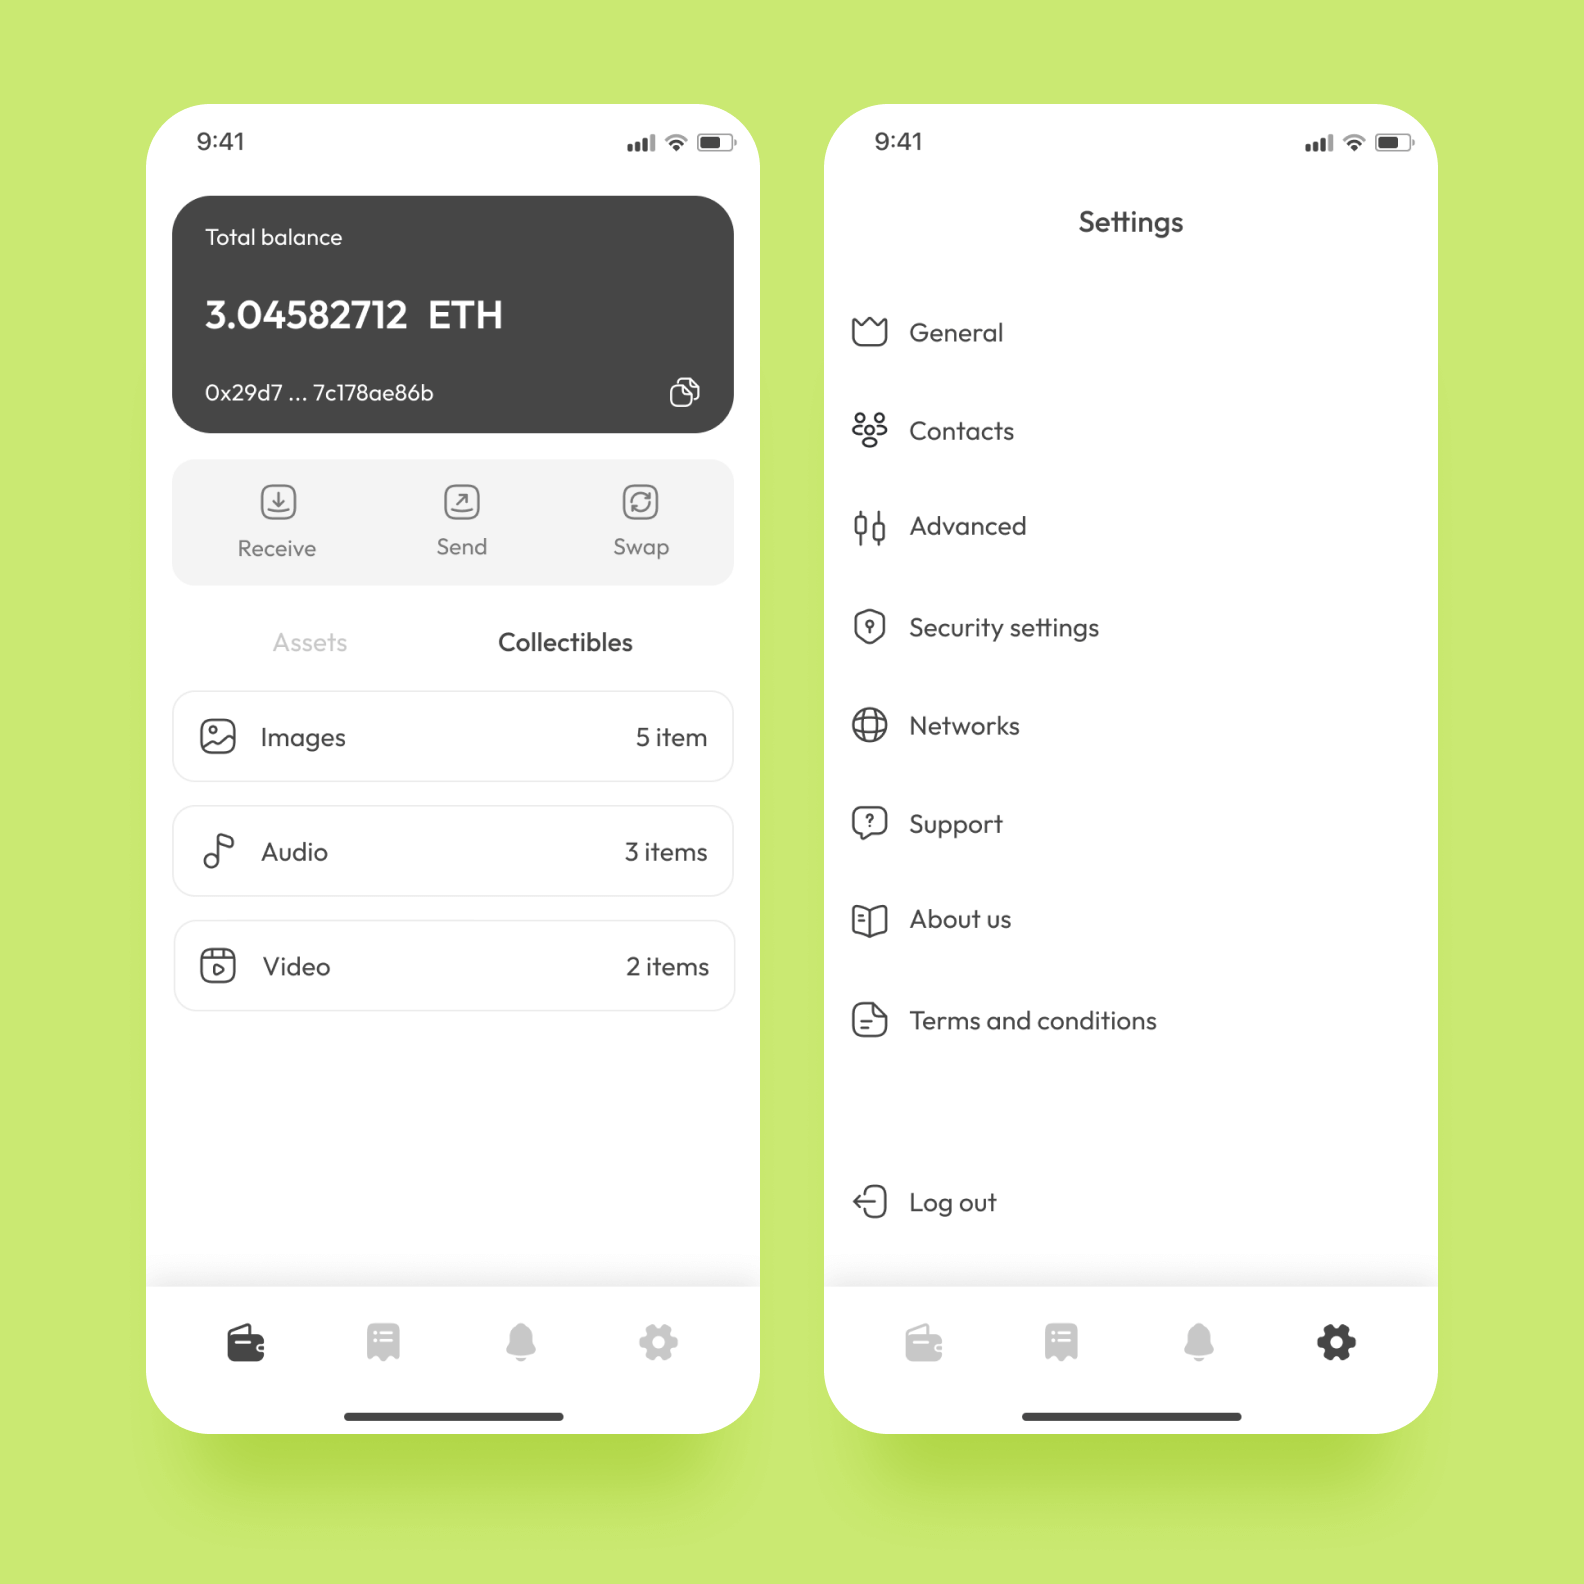 9:41
Total balance
3.04582712 ETH
0x29d7 ... 7c178ae86b
Receive Send Swap
Assets Collectibles
Images 5 item
Audio 3 items
Video 2 items
9:41
Settings
General
Contacts
Advanced
Security settings
Networks
Support
About us
Terms and conditions
Log out